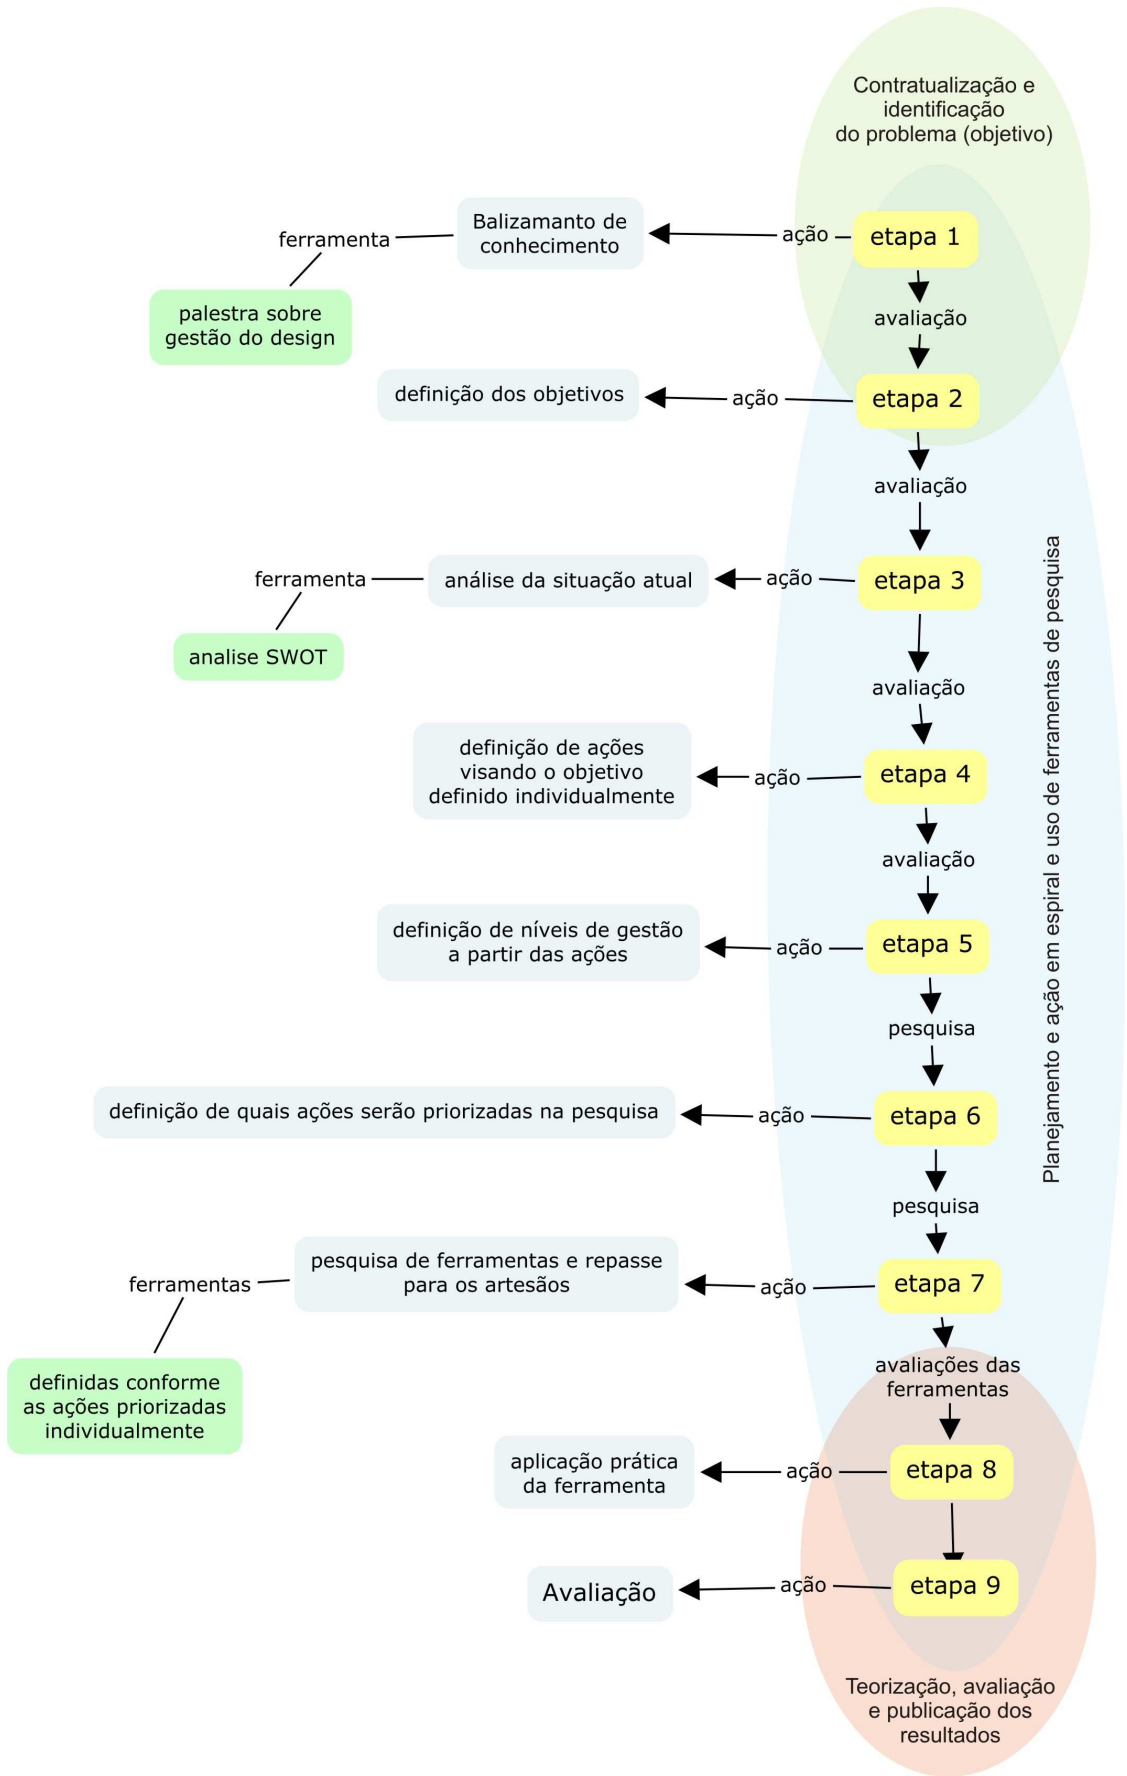 Contratualização e
identificação
do problema (objetivo)
etapa 1
ação
Balizamanto de
conhecimento
ferramenta
palestra sobre
gestão do design
avaliação
etapa 2
ação
definição dos objetivos
avaliação
etapa 3
ação
análise da situação atual
ferramenta
analise SWOT
avaliação
etapa 4
ação
definição de ações
visando o objetivo
definido individualmente
avaliação
etapa 5
ação
definição de níveis de gestão
a partir das ações
pesquisa
etapa 6
ação
definição de quais ações serão priorizadas na pesquisa
pesquisa
etapa 7
ação
pesquisa de ferramentas e repasse
para os artesãos
ferramentas
definidas conforme
as ações priorizadas
individualmente
avaliações das
ferramentas
etapa 8
ação
aplicação prática
da ferramenta
etapa 9
ação
Avaliação
Planejamento e ação em espiral e uso de ferramentas de pesquisa
Teorização, avaliação
e publicação dos
resultados